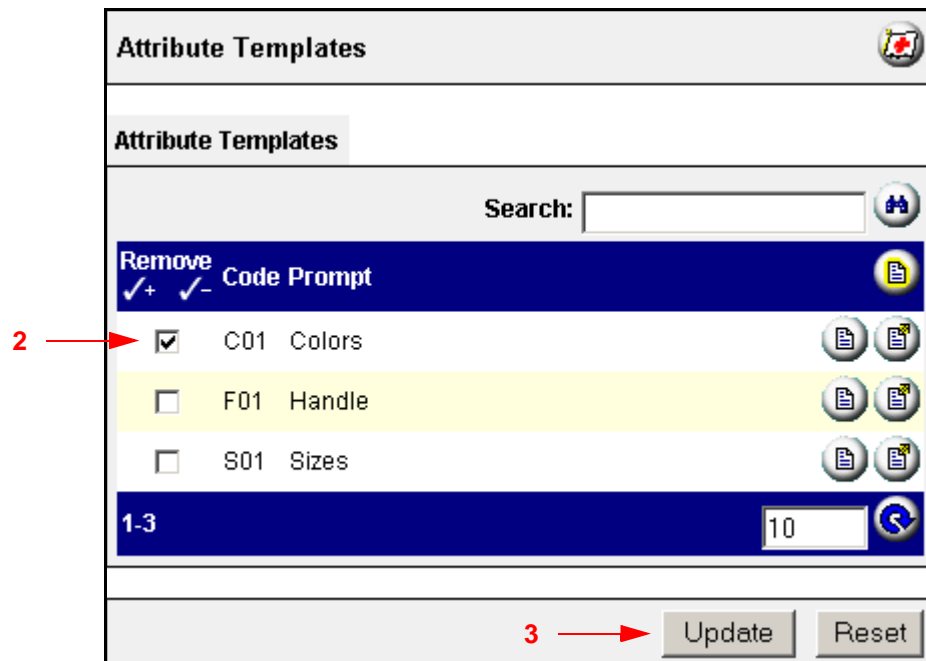 Attribute Templates
Attribute Templates
Search:
Remove Code Prompt
2 C01 Colors
F01 Handle
S01 Sizes
1-3 10
3 Update Reset